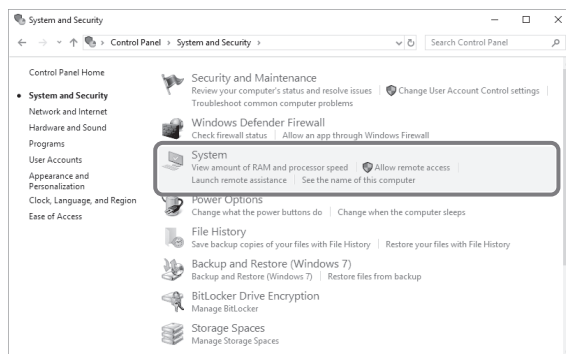 System and Security
Control Panel > System and Security >
Search Control Panel
Control Panel Home
System and Security
Network and Internet
Hardware and Sound
Programs
User Accounts
Appearance and
Personalization
Clock, Language, and Region
Ease of Access
Security and Maintenance
Review your computer's status and resolve issues
Change User Account Control settings
Troubleshoot common computer problems
Windows Defender Firewall
Check firewall status
Allow an app through Windows Firewall
System
View amount of RAM and processor speed
Allow remote access
Launch remote assistance
See the name of this computer
Power Options
Change what the power buttons do
Change when the computer sleeps
File History
Save backup copies of your files with File History
Restore your files with File History
Backup and Restore (Windows 7)
Backup and Restore (Windows 7)
Restore files from backup
BitLocker Drive Encryption
Manage BitLocker
Storage Spaces
Manage Storage Spaces